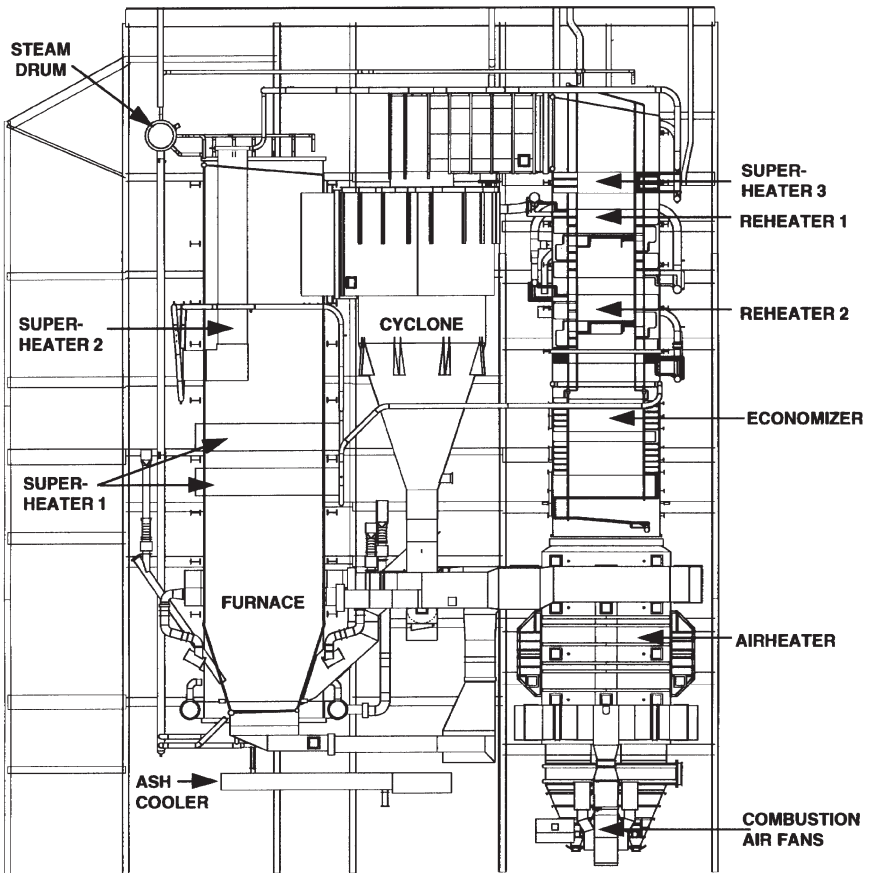 STEAM
DRUM
SUPER-
HEATER 3
REHEATER 1
SUPER-
HEATER 2
CYCLONE
REHEATER 2
ECONOMIZER
SUPER-
HEATER 1
FURNACE
AIRHEATER
ASH
COOLER
COMBUSTION
AIR FANS